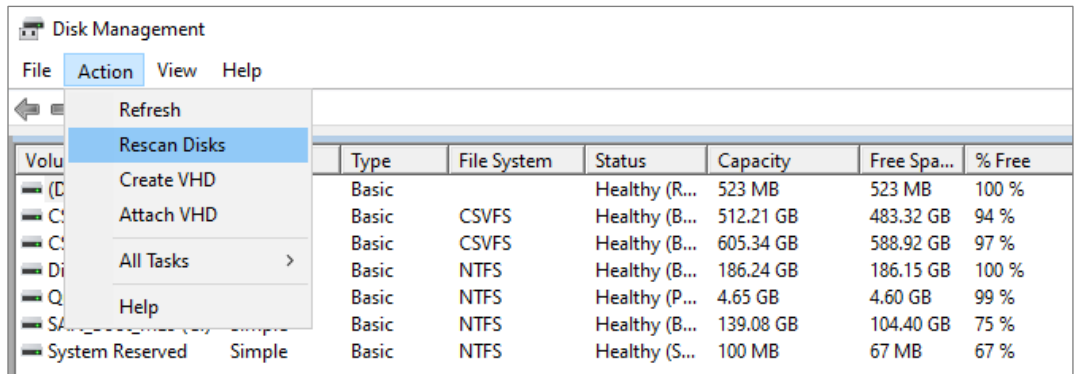 Disk Management
File Action View Help
Refresh
Rescan Disks
Create VHD
Attach VHD
All Tasks >
Help
Volu Type File System Status Capacity Free Spa... % Free
(D Basic Healthy (R... 523 MB 523 MB 100 %
CS Basic CSVFS Healthy (B... 512.21 GB 483.32 GB 94 %
CS Basic CSVFS Healthy (B... 605.34 GB 588.92 GB 97 %
Di Basic NTFS Healthy (B... 186.24 GB 186.15 GB 100 %
Q Basic NTFS Healthy (P... 4.65 GB 4.60 GB 99 %
Basic NTFS Healthy (B... 139.08 GB 104.40 GB 75 %
System Reserved Simple Basic NTFS Healthy (S... 100 MB 67 MB 67 %